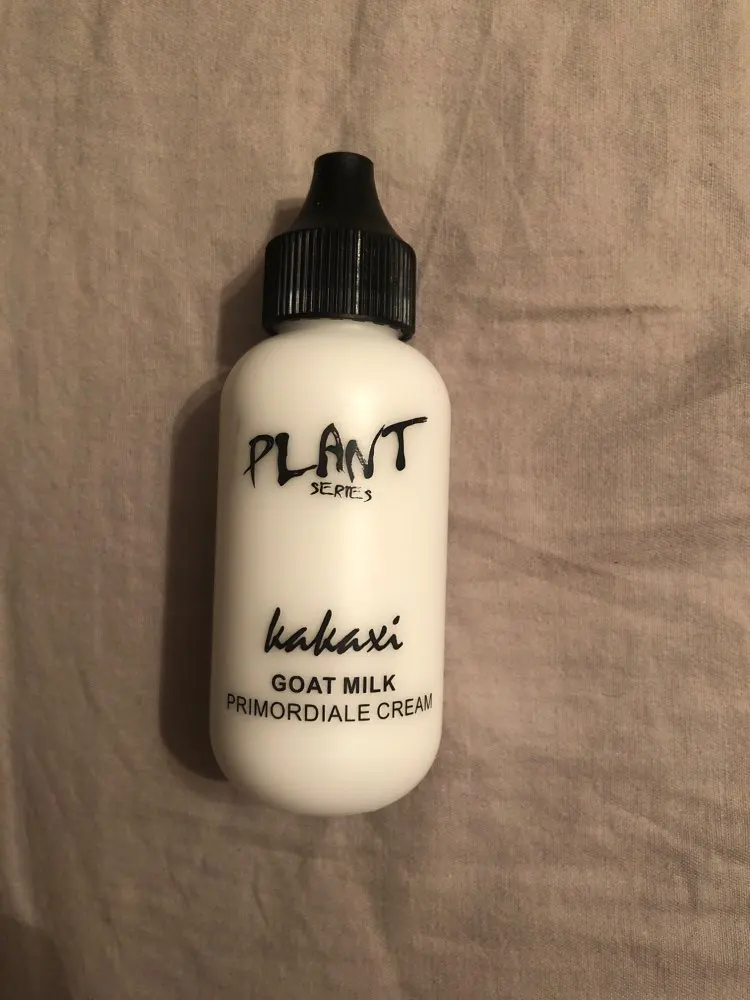 PLANT
SERIES
kakaxi
GOAT MILK
PRIMORDIALE CREAM